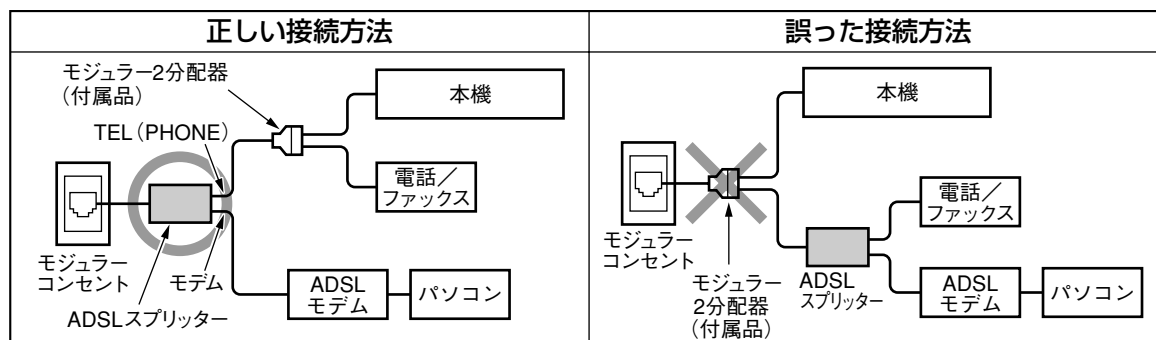 正しい接続方法
モジュラー2分配器
（付属品）
本機
TEL（PHONE）
電話／
ファックス
モジュラー
コンセント
モデム
ADSLスプリッター
ADSL
モデム
パソコン
誤った接続方法
本機
電話／
ファックス
モジュラー
コンセント
モジュラー
2分配器
（付属品）
ADSL
スプリッター
ADSL
モデム
パソコン